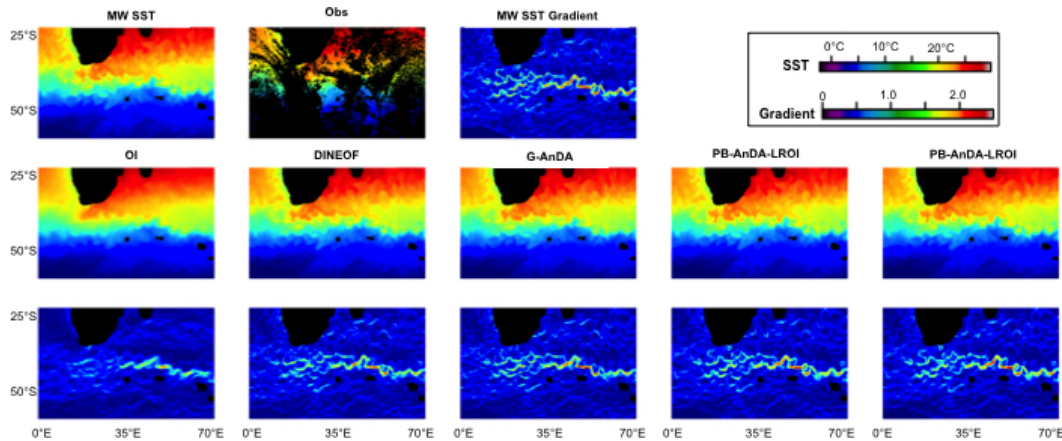 MW SST
Obs
MW SST Gradient
25°S
50°S
0°C 10°C 20°C
SST
0 1.0 2.0
Gradient
OI
DINEOF
G-AnDA
PB-AnDA-LROI
PB-AnDA-LROI
25°S
50°S
25°S
50°S
0°E 35°E 70°E
0°E 35°E 70°E
0°E 35°E 70°E
0°E 35°E 70°E
0°E 35°E 70°E